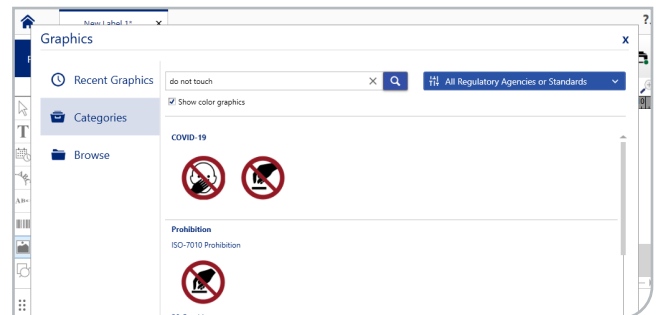 New Label 1*
X
?
Graphics
X
Recent Graphics
do not touch
All Regulatory Agencies or Standards
Show color graphics
Categories
T
COVID-19
Browse
Prohibition
ISO-7010 Prohibition